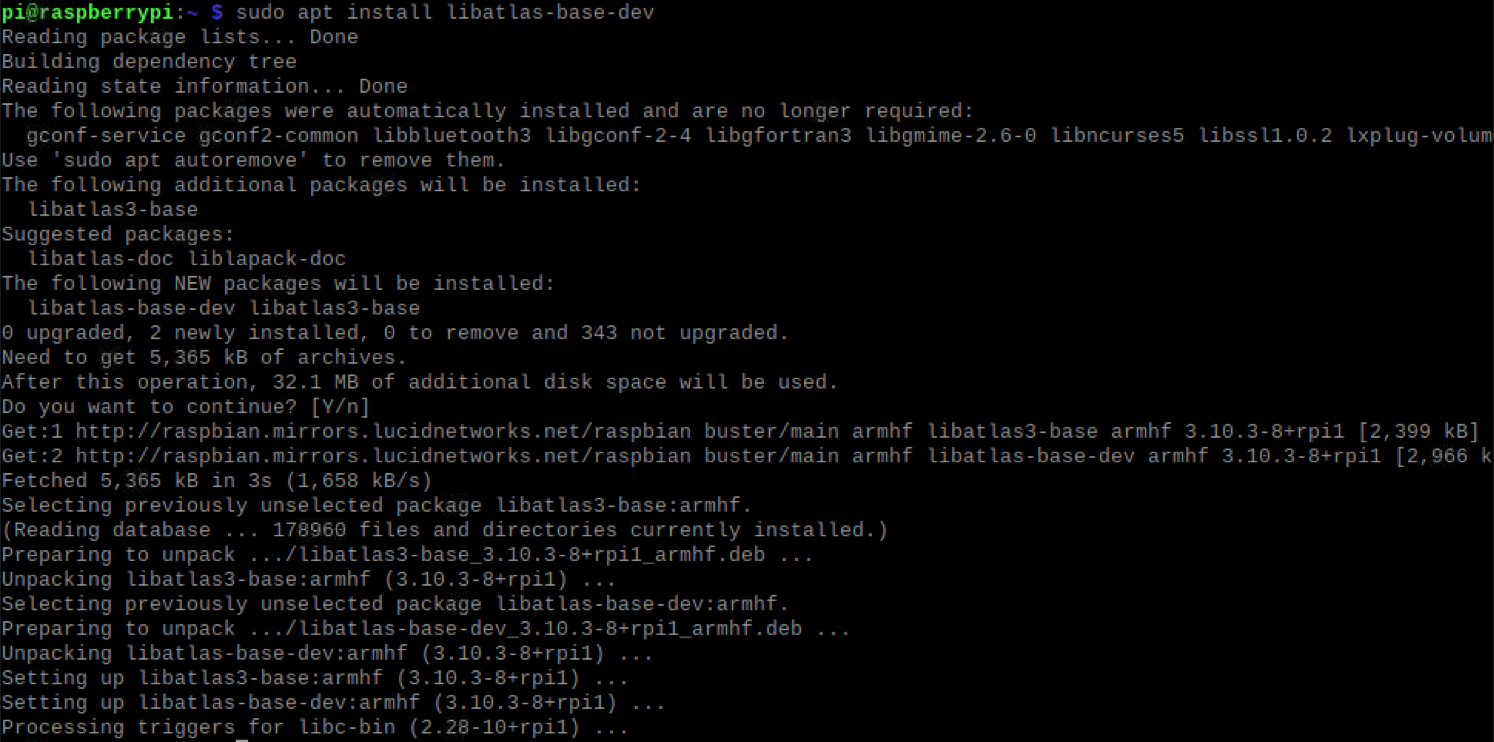 pi@raspberrypi:~ $ sudo apt install libatlas-base-dev
Reading package lists... Done
Building dependency tree
Reading state information... Done
The following packages were automatically installed and are no longer required:
  gconf-service gconf2-common libbluetooth3 libgconf-2-4 libgfortran3 libgmime-2.6-0 libncurses5 libssl1.0.2 lxplug-volum
Use 'sudo apt autoremove' to remove them.
The following additional packages will be installed:
  libatlas3-base
Suggested packages:
  libatlas-doc liblapack-doc
The following NEW packages will be installed:
  libatlas-base-dev libatlas3-base
0 upgraded, 2 newly installed, 0 to remove and 343 not upgraded.
Need to get 5,365 kB of archives.
After this operation, 32.1 MB of additional disk space will be used.
Do you want to continue? [Y/n]
Get:1 http://raspbian.mirrors.lucidnetworks.net/raspbian buster/main armhf libatlas3-base armhf 3.10.3-8+rpi1 [2,399 kB]
Get:2 http://raspbian.mirrors.lucidnetworks.net/raspbian buster/main armhf libatlas-base-dev armhf 3.10.3-8+rpi1 [2,966 k
Fetched 5,365 kB in 3s (1,658 kB/s)
Selecting previously unselected package libatlas3-base:armhf.
(Reading database ... 178960 files and directories currently installed.)
Preparing to unpack .../libatlas3-base_3.10.3-8+rpi1_armhf.deb ...
Unpacking libatlas3-base:armhf (3.10.3-8+rpi1) ...
Selecting previously unselected package libatlas-base-dev:armhf.
Preparing to unpack .../libatlas-base-dev_3.10.3-8+rpi1_armhf.deb ...
Unpacking libatlas-base-dev:armhf (3.10.3-8+rpi1) ...
Setting up libatlas3-base:armhf (3.10.3-8+rpi1) ...
Setting up libatlas-base-dev:armhf (3.10.3-8+rpi1) ...
Processing triggers for libc-bin (2.28-10+rpi1) ...